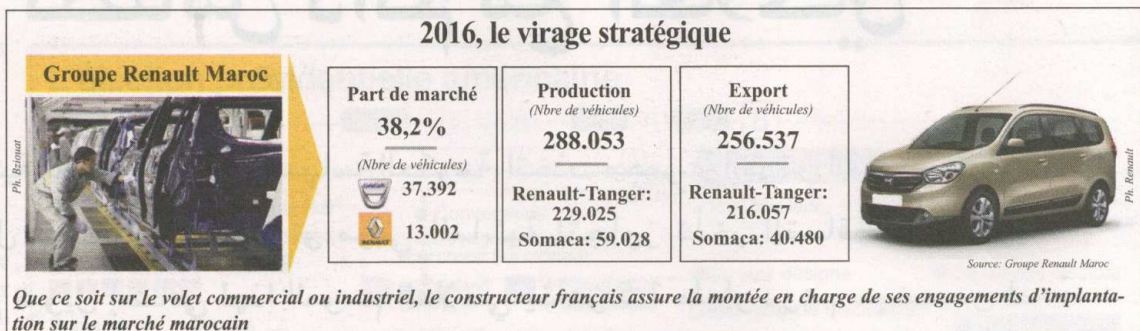 2016, le virage stratégique
Groupe Renault Maroc
Ph. Bziouat
Part de marché
38,2%
(Nbre de véhicules)
37.392
RENAULT
13.002
Production
(Nbre de véhicules)
288.053
Renault-Tanger:
229.025
Somaca: 59.028
Export
(Nbre de véhicules)
256.537
Renault-Tanger:
216.057
Somaca: 40.480
Ph. Renault
Source: Groupe Renault Maroc
Que ce soit sur le volet commercial ou industriel, le constructeur français assure la montée en charge de ses engagements d'implanta-
tion sur le marché marocain